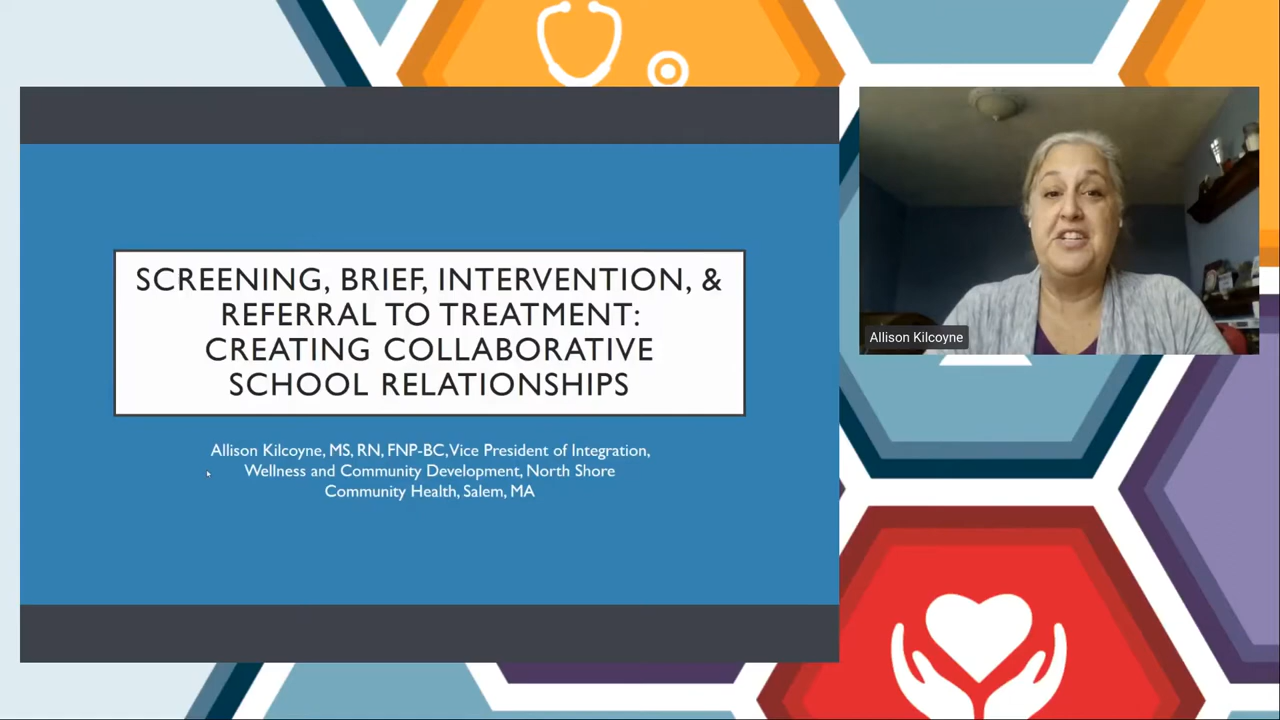 SCREENING, BRIEF, INTERVENTION, &
REFERRAL TO TREATMENT:
CREATING COLLABORATIVE
SCHOOL RELATIONSHIPS
Allison Kilcoyne, MS, RN, FNP-BC,Vice President of Integration,
Wellness and Community Development, North Shore
Community Health, Salem, MA
Allison Kilcoyne